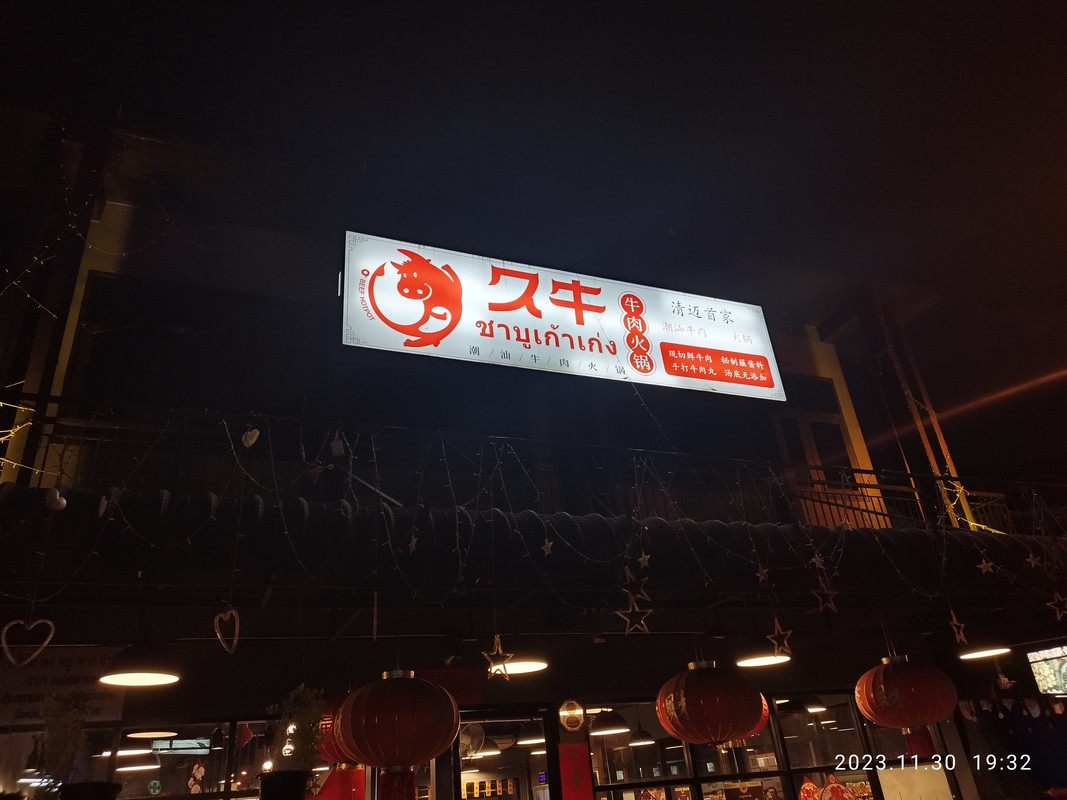 BEEF HOTPOT
久牛
ชาบูเก้าเก่ง
潮 / 汕 / 牛 / 肉 / 火 / 锅
牛肉火锅
清迈首家
潮汕牛肉 火锅
现切鲜牛肉 秘制蘸酱料
手打牛肉丸 汤底无添加
2023.11.30 19:32